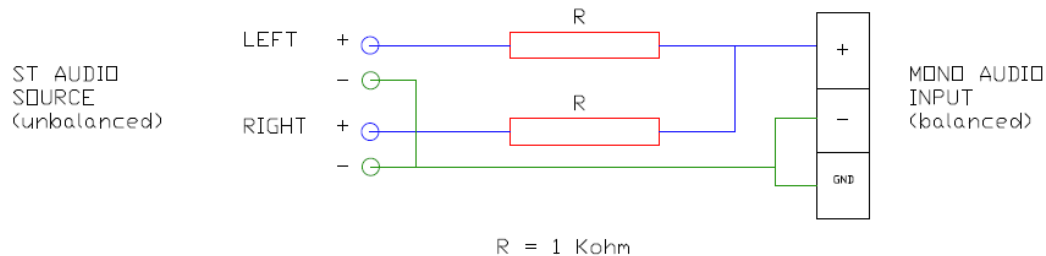 ST AUDIO
SOURCE
(unbalanced)
LEFT
+
−
RIGHT
+
−
R
R
+
−
GND
MONO AUDIO
INPUT
(balanced)
R = 1 Kohm